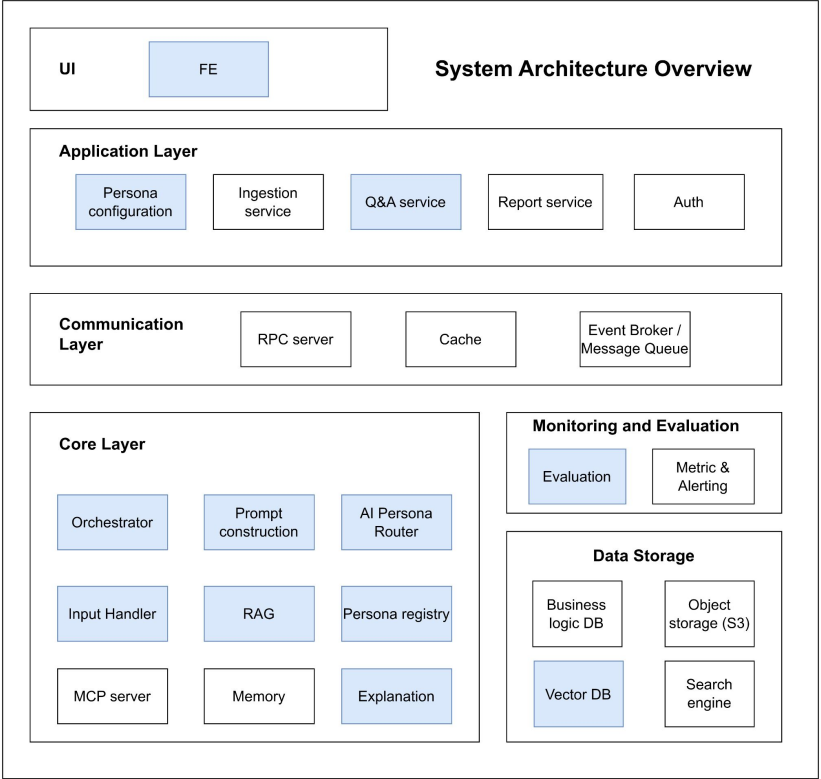 UI
FE
System Architecture Overview
Application Layer
Persona
configuration
Ingestion
service
Q&A service
Report service
Auth
Communication
Layer
RPC server
Cache
Event Broker /
Message Queue
Core Layer
Orchestrator
Prompt
construction
AI Persona
Router
Input Handler
RAG
Persona registry
MCP server
Memory
Explanation
Monitoring and Evaluation
Evaluation
Metric &
Alerting
Data Storage
Business
logic DB
Object
storage (S3)
Vector DB
Search
engine